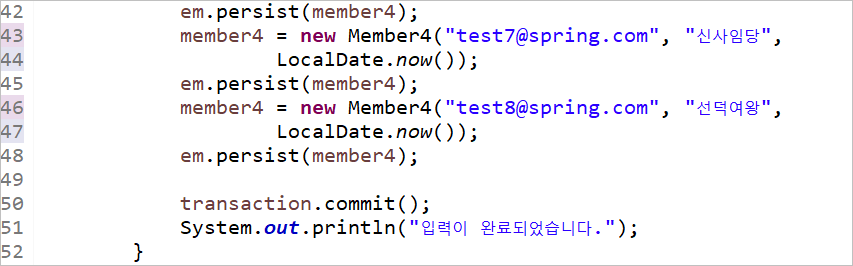 42 em.persist(member4);
43 member4 = new Member4("test7@spring.com", "신사임당",
44 LocalDate.now());
45 em.persist(member4);
46 member4 = new Member4("test8@spring.com", "선덕여왕",
47 LocalDate.now());
48 em.persist(member4);
49
50 transaction.commit();
51 System.out.println("입력이 완료되었습니다.");
52 }